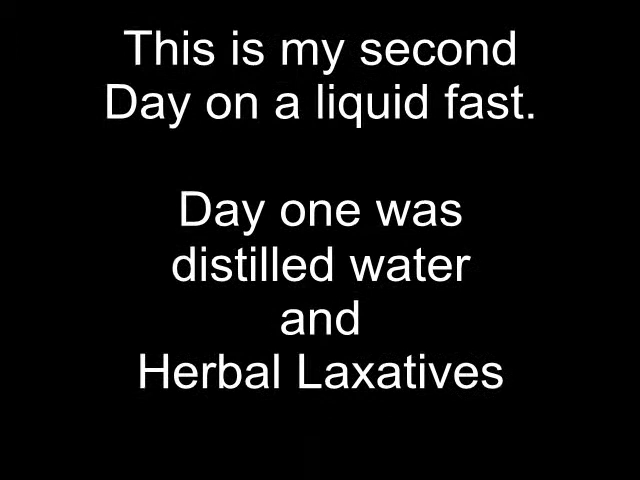 This is my second
Day on a liquid fast.
Day one was
distilled water
and
Herbal Laxatives